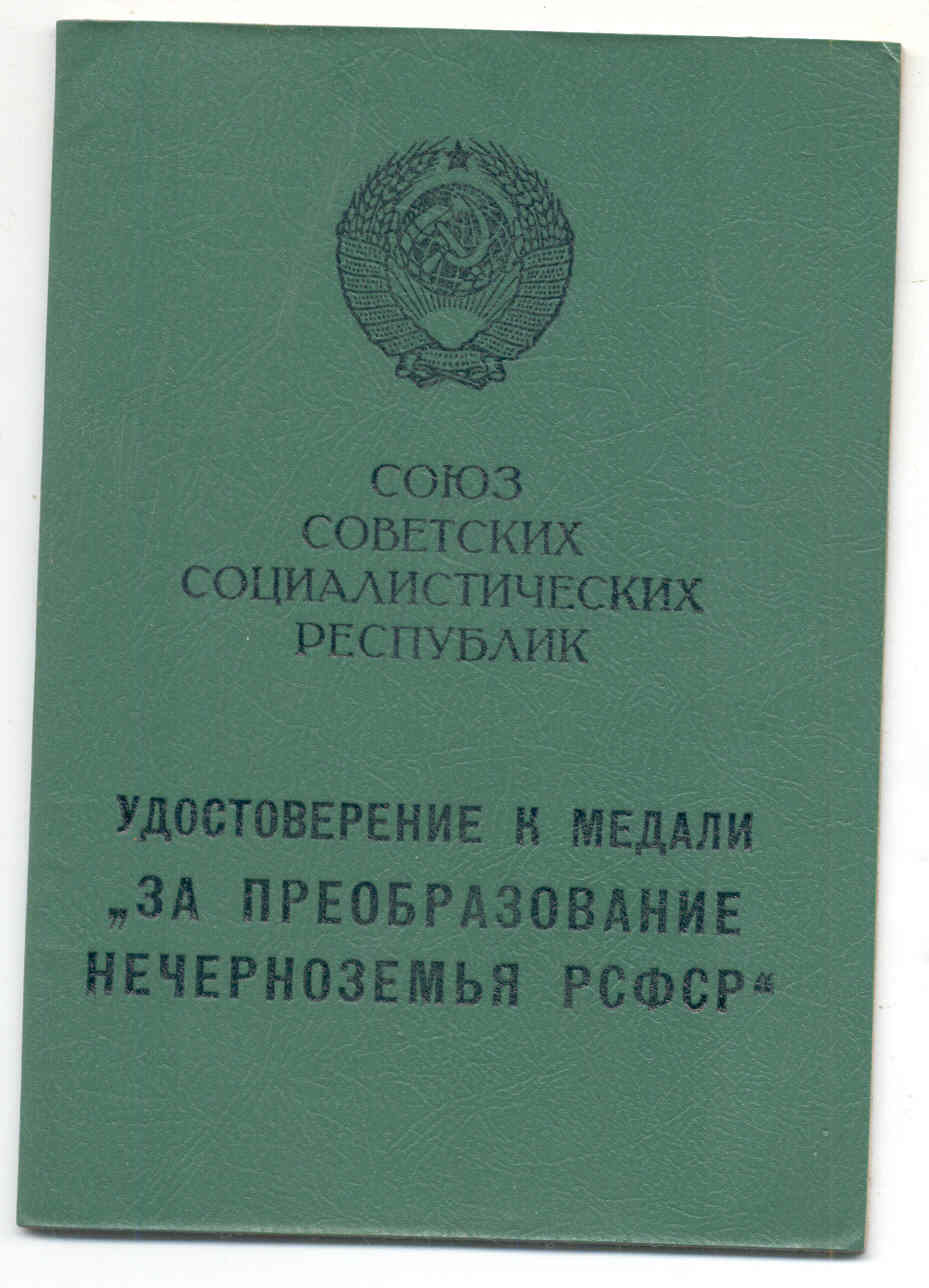 СОЮЗ
СОВЕТСКИХ
СОЦИАЛИСТИЧЕСКИХ
РЕСПУБЛИК
УДОСТОВЕРЕНИЕ К МЕДАЛИ
„ЗА ПРЕОБРАЗОВАНИЕ
НЕЧЕРНОЗЕМЬЯ РСФСР“